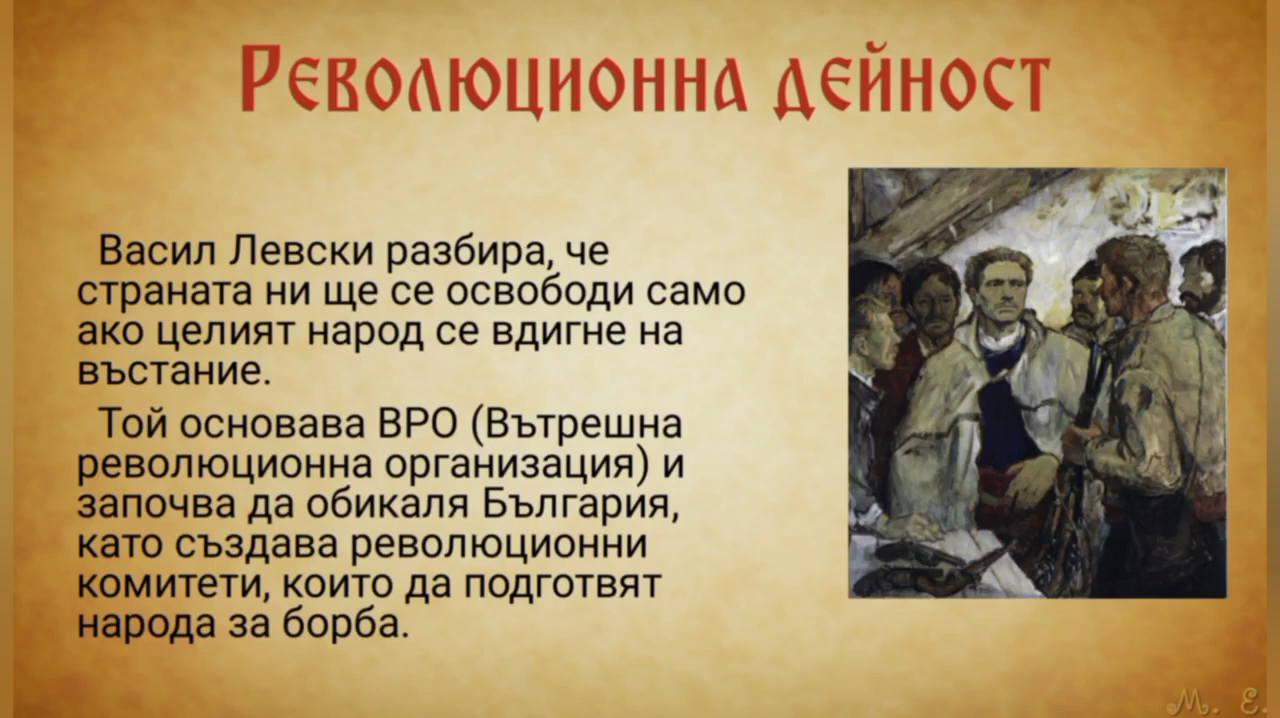 Революционна дейност
Васил Левски разбира, че
страната ни ще се освободи само
ако целият народ се вдигне на
въстание.
Той основава ВРО (Вътрешна
революционна организация) и
започва да обикаля България,
като създава революционни
комитети, които да подготвят
народа за борба.
М. Е.